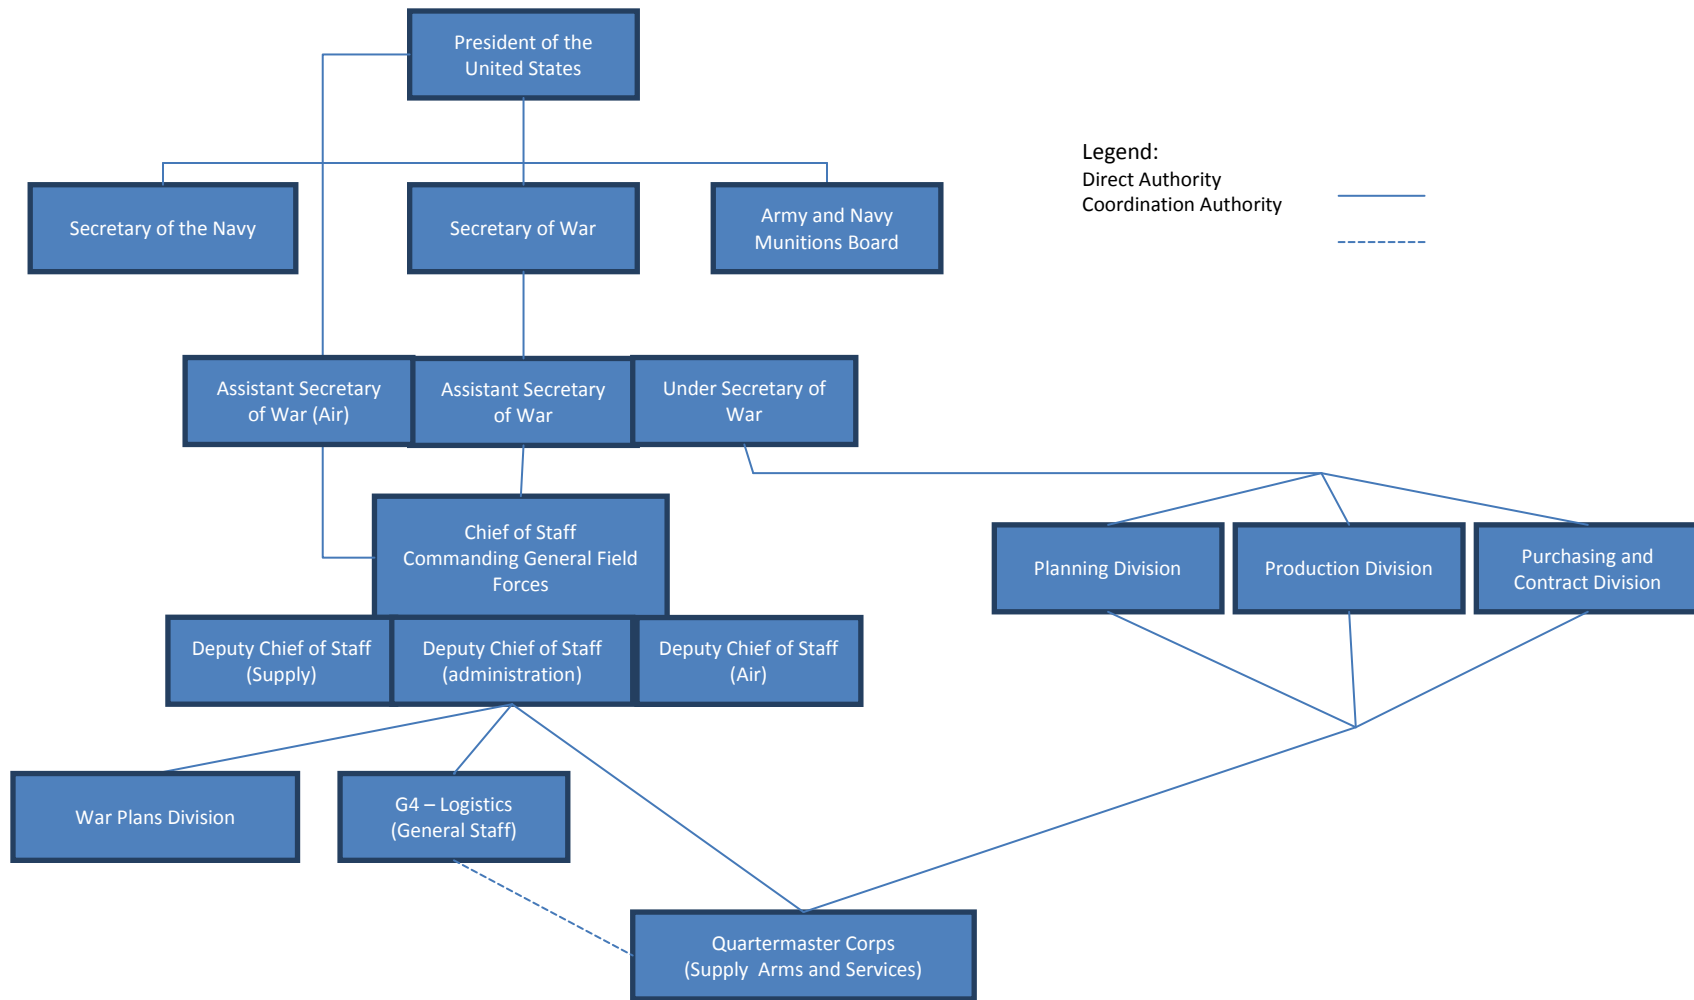 President of the
United States
Legend:
Direct Authority
Coordination Authority
Secretary of the Navy
Secretary of War
Army and Navy
Munitions Board
Assistant Secretary
of War (Air)
Assistant Secretary
of War
Under Secretary of
War
Chief of Staff
Commanding General Field
Forces
Planning Division
Production Division
Purchasing and
Contract Division
Deputy Chief of Staff
(Supply)
Deputy Chief of Staff
(administration)
Deputy Chief of Staff
(Air)
War Plans Division
G4 – Logistics
(General Staff)
Quartermaster Corps
(Supply  Arms and Services)